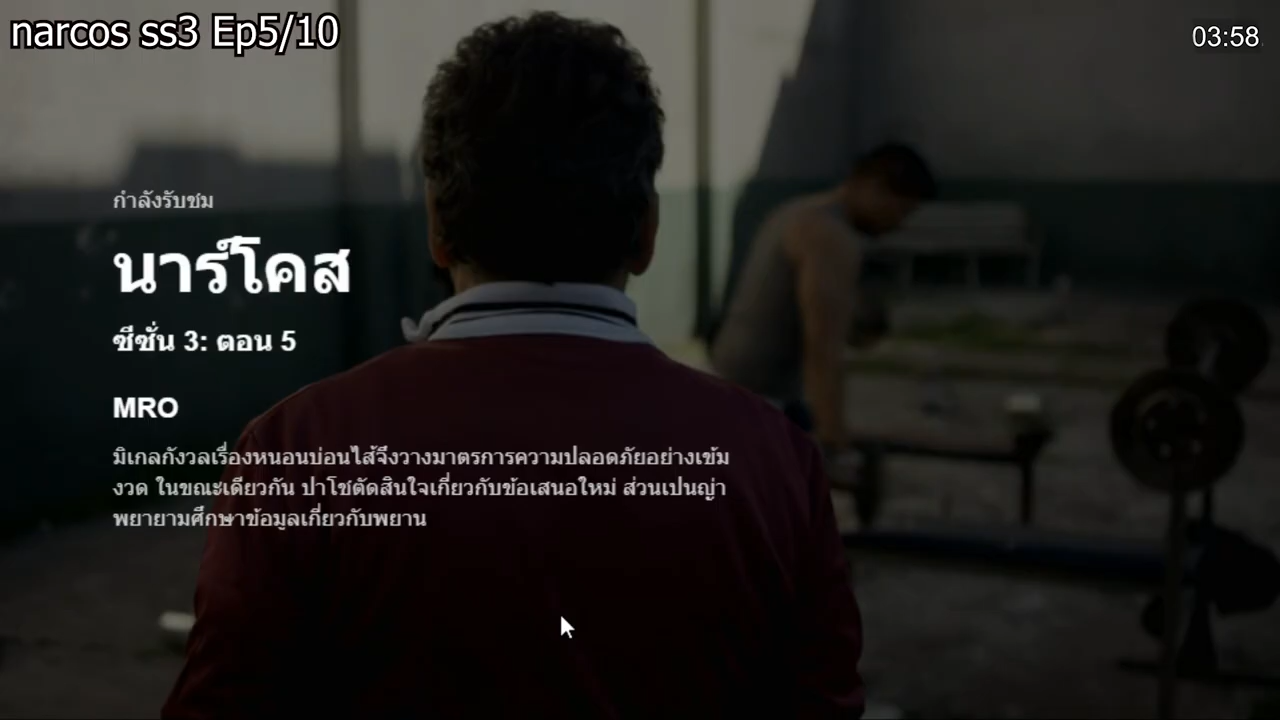 narcos ss3 Ep5/10
03:58
กำลังรับชม
นาร์โคส
ซีซั่น 3: ตอน 5
MRO
มิเกลกังวลเรื่องหนอนบ่อนไส้จึงวางมาตรการความปลอดภัยอย่างเข้ม
งวด ในขณะเดียวกัน ปาโชตัดสินใจเกี่ยวกับข้อเสนอใหม่ ส่วนเปนญ่า
พยายามศึกษาข้อมูลเกี่ยวกับพยาน